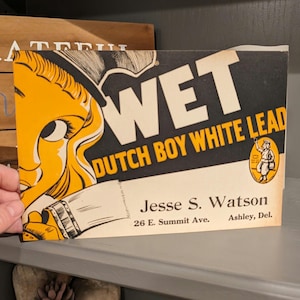 WET
DUTCH BOY WHITE LEAD
Jesse S. Watson
26 E. Summit Ave. Ashley, Del.